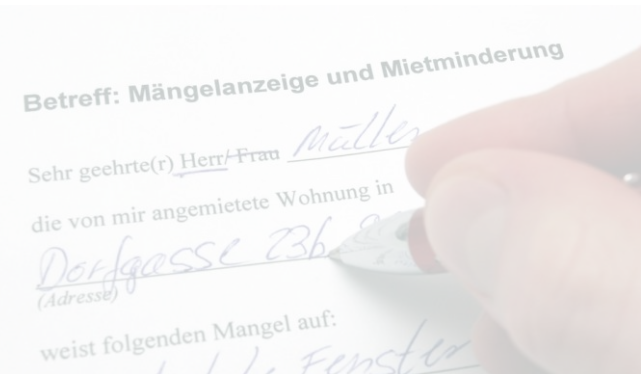 Betreff: Mängelanzeige und Mietminderung
Sehr geehrte(r) Herr/Frau Müller
die von mir angemietete Wohnung in
Dorfgasse 23b
(Adresse)
weist folgenden Mangel auf:
Fenster